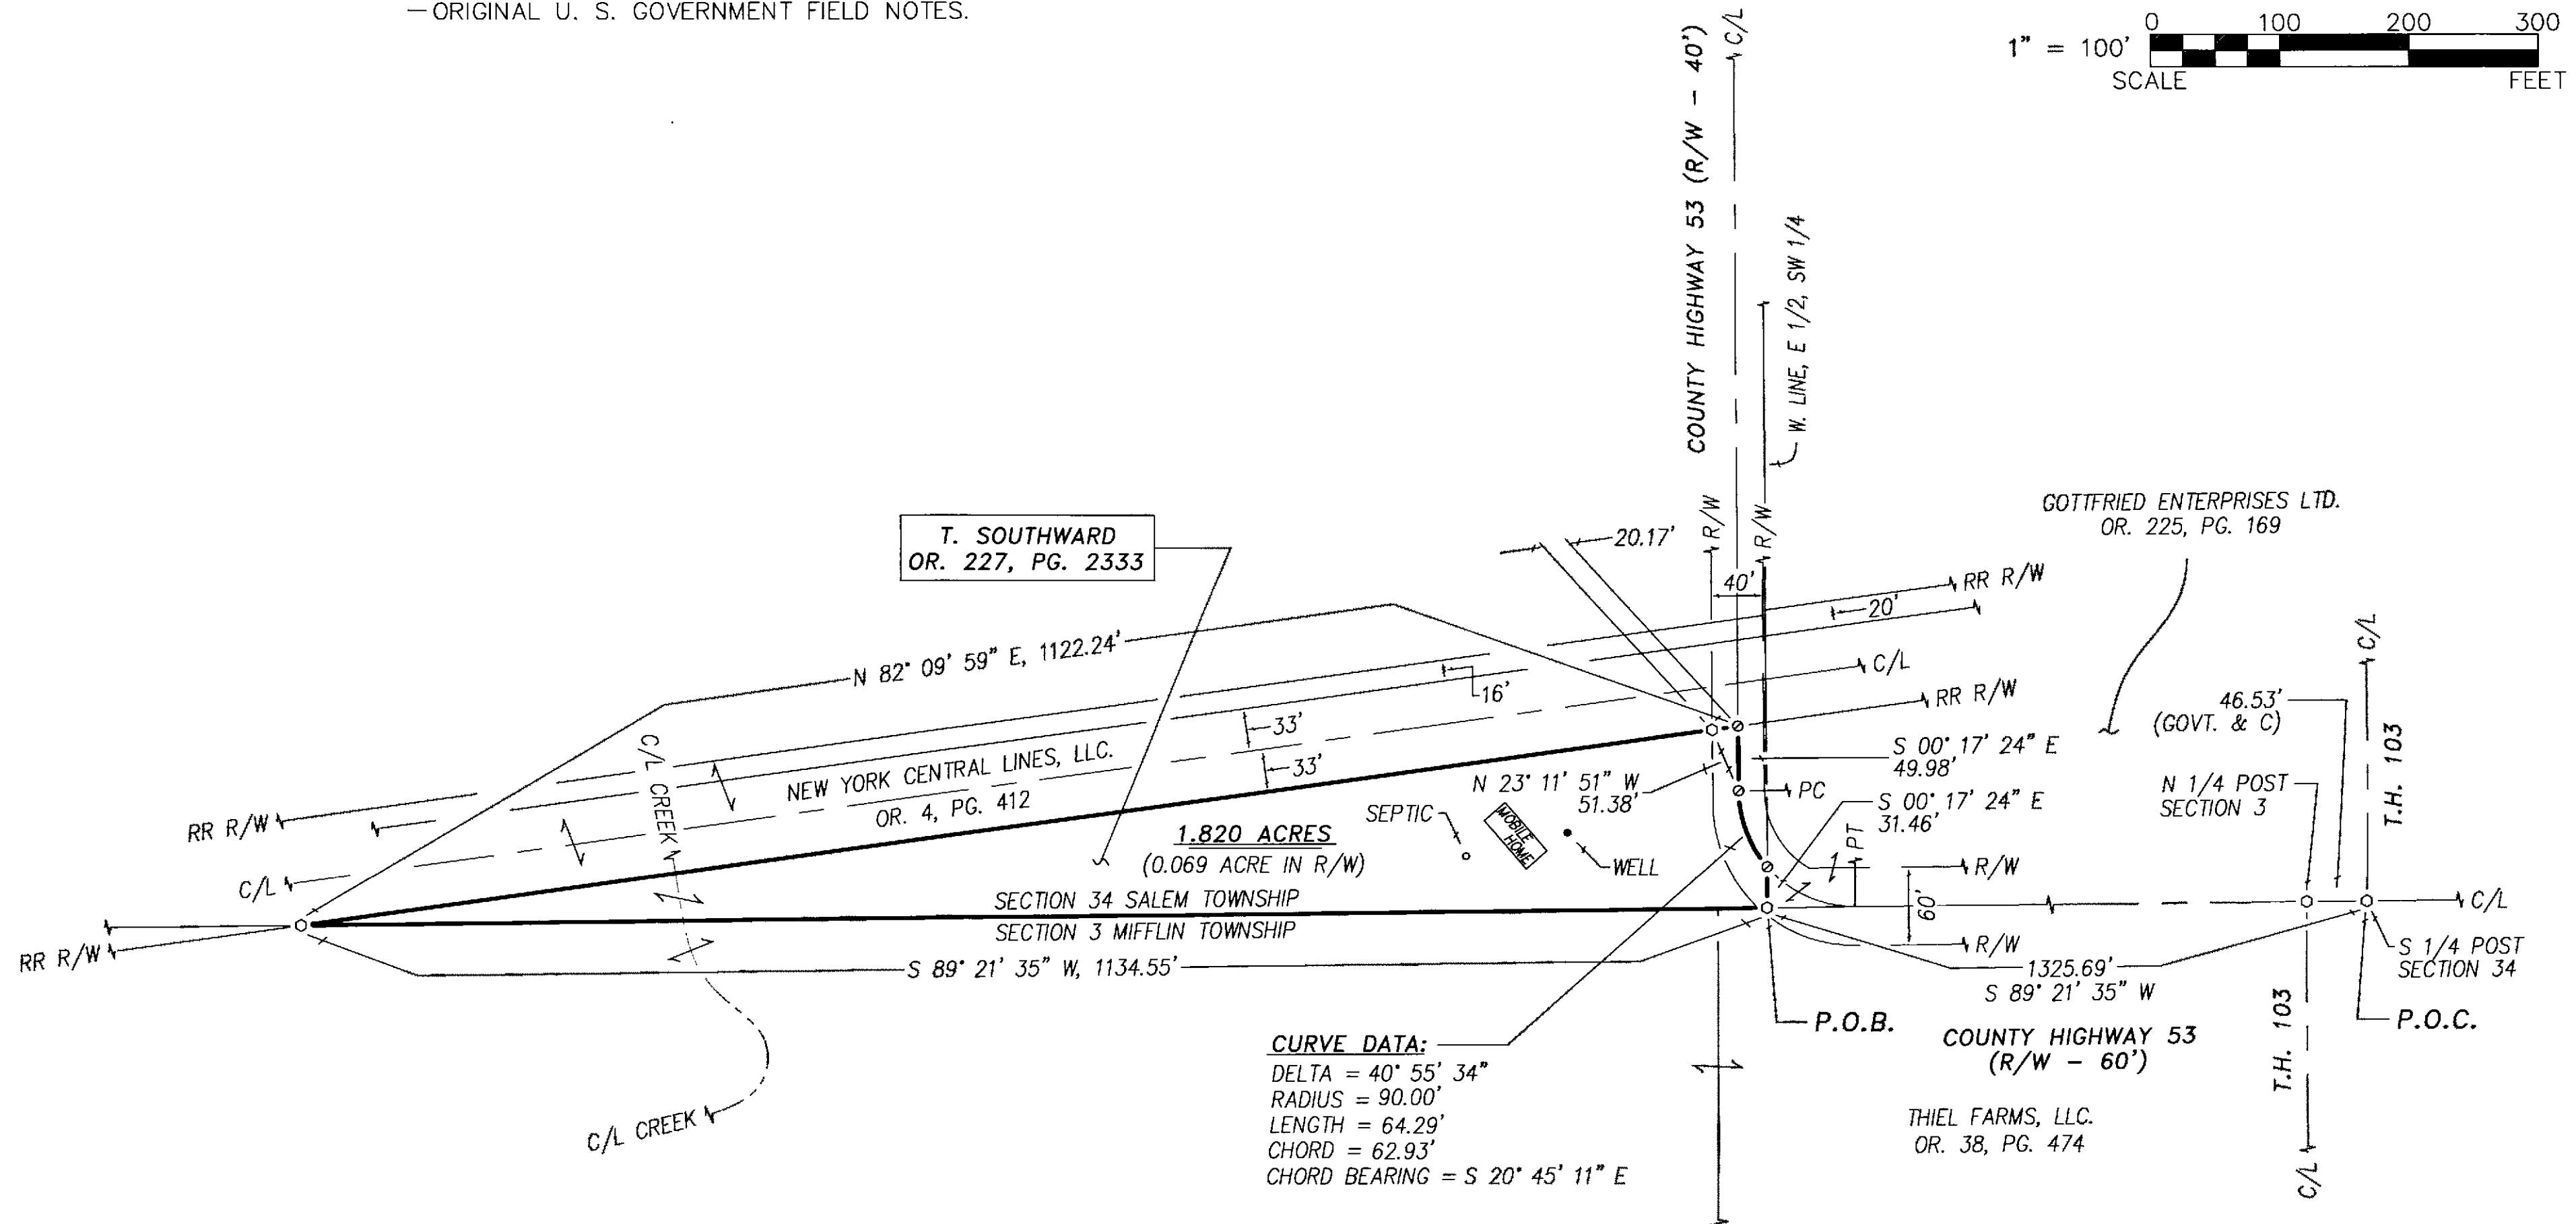 —ORIGINAL U. S. GOVERNMENT FIELD NOTES.
0 100 200 300
1" = 100'
SCALE FEET
C/L
COUNTY HIGHWAY 53 (R/W - 40')
W. LINE, E 1/2, SW 1/4
R/W
R/W
T. SOUTHWARD
OR. 227, PG. 2333
20.17'
40'
GOTTFRIED ENTERPRISES LTD.
OR. 225, PG. 169
RR R/W
20'
C/L
RR R/W
N 82° 09' 59" E, 1122.24'
16'
33'
33'
C/L CREEK
NEW YORK CENTRAL LINES, LLC.
OR. 4, PG. 412
RR R/W
C/L
RR R/W
S 00° 17' 24" E
49.98'
N 23° 11' 51" W
51.38'
PC
S 00° 17' 24" E
31.46'
PT
46.53'
(GOVT. & C)
N 1/4 POST
SECTION 3
C/L
T.H. 103
SEPTIC
MOBILE
HOME
WELL
1.820 ACRES
(0.069 ACRE IN R/W)
R/W
60'
R/W
C/L
SECTION 34 SALEM TOWNSHIP
SECTION 3 MIFFLIN TOWNSHIP
S 89° 21' 35" W, 1134.55'
1325.69'
S 89° 21' 35" W
S 1/4 POST
SECTION 34
P.O.B.
P.O.C.
COUNTY HIGHWAY 53
(R/W - 60')
T.H. 103
C/L
CURVE DATA:
DELTA = 40° 55' 34"
RADIUS = 90.00'
LENGTH = 64.29'
CHORD = 62.93'
CHORD BEARING = S 20° 45' 11" E
THIEL FARMS, LLC.
OR. 38, PG. 474
C/L CREEK